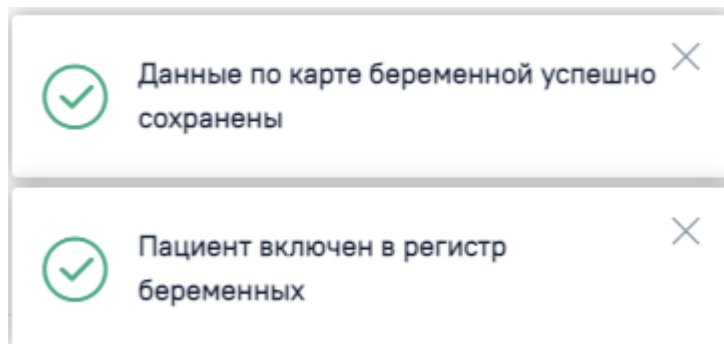 Данные по карте беременной успешно
сохранены
Пациент включен в регистр
беременных